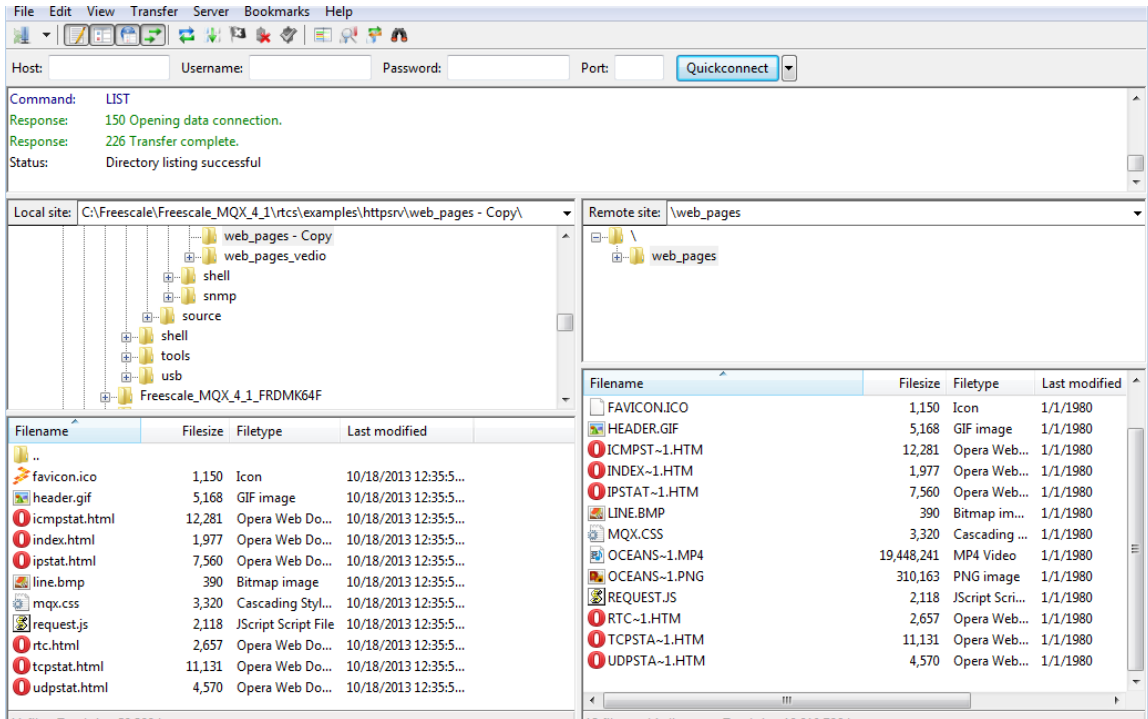 File Edit View Transfer Server Bookmarks Help
Host: Username: Password: Port: Quickconnect
Command: LIST
Response: 150 Opening data connection.
Response: 226 Transfer complete.
Status: Directory listing successful
Local site: C:\Freescale\Freescale_MQX_4_1\rtcs\examples\httpsrv\web_pages - Copy\
web_pages - Copy
web_pages_vedio
shell
snmp
source
shell
tools
usb
Freescale_MQX_4_1_FRDMK64F
Filename Filesize Filetype Last modified
..
favicon.ico 1,150 Icon 10/18/2013 12:35:5...
header.gif 5,168 GIF image 10/18/2013 12:35:5...
icmpstat.html 12,281 Opera Web Do... 10/18/2013 12:35:5...
index.html 1,977 Opera Web Do... 10/18/2013 12:35:5...
ipstat.html 7,560 Opera Web Do... 10/18/2013 12:35:5...
line.bmp 390 Bitmap image 10/18/2013 12:35:5...
mqx.css 3,320 Cascading Styl... 10/18/2013 12:35:5...
request.js 2,118 JScript Script File 10/18/2013 12:35:5...
rtc.html 2,657 Opera Web Do... 10/18/2013 12:35:5...
tcpstat.html 11,131 Opera Web Do... 10/18/2013 12:35:5...
udpstat.html 4,570 Opera Web Do... 10/18/2013 12:35:5...
Remote site: \web_pages
\
web_pages
Filename Filesize Filetype Last modified
FAVICON.ICO 1,150 Icon 1/1/1980
HEADER.GIF 5,168 GIF image 1/1/1980
ICMPST~1.HTM 12,281 Opera Web... 1/1/1980
INDEX~1.HTM 1,977 Opera Web... 1/1/1980
IPSTAT~1.HTM 7,560 Opera Web... 1/1/1980
LINE.BMP 390 Bitmap im... 1/1/1980
MQX.CSS 3,320 Cascading ... 1/1/1980
OCEANS~1.MP4 19,448,241 MP4 Video 1/1/1980
OCEANS~1.PNG 310,163 PNG image 1/1/1980
REQUEST.JS 2,118 JScript Scri... 1/1/1980
RTC~1.HTM 2,657 Opera Web... 1/1/1980
TCPSTA~1.HTM 11,131 Opera Web... 1/1/1980
UDPSTA~1.HTM 4,570 Opera Web... 1/1/1980